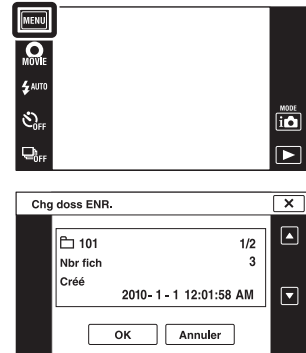 MENU
MOVIE
AUTO
OFF
MODE
OFF
Chg doss ENR.
101 1/2
Nbr fich 3
Créé
2010- 1 - 1 12:01:58 AM
OK Annuler